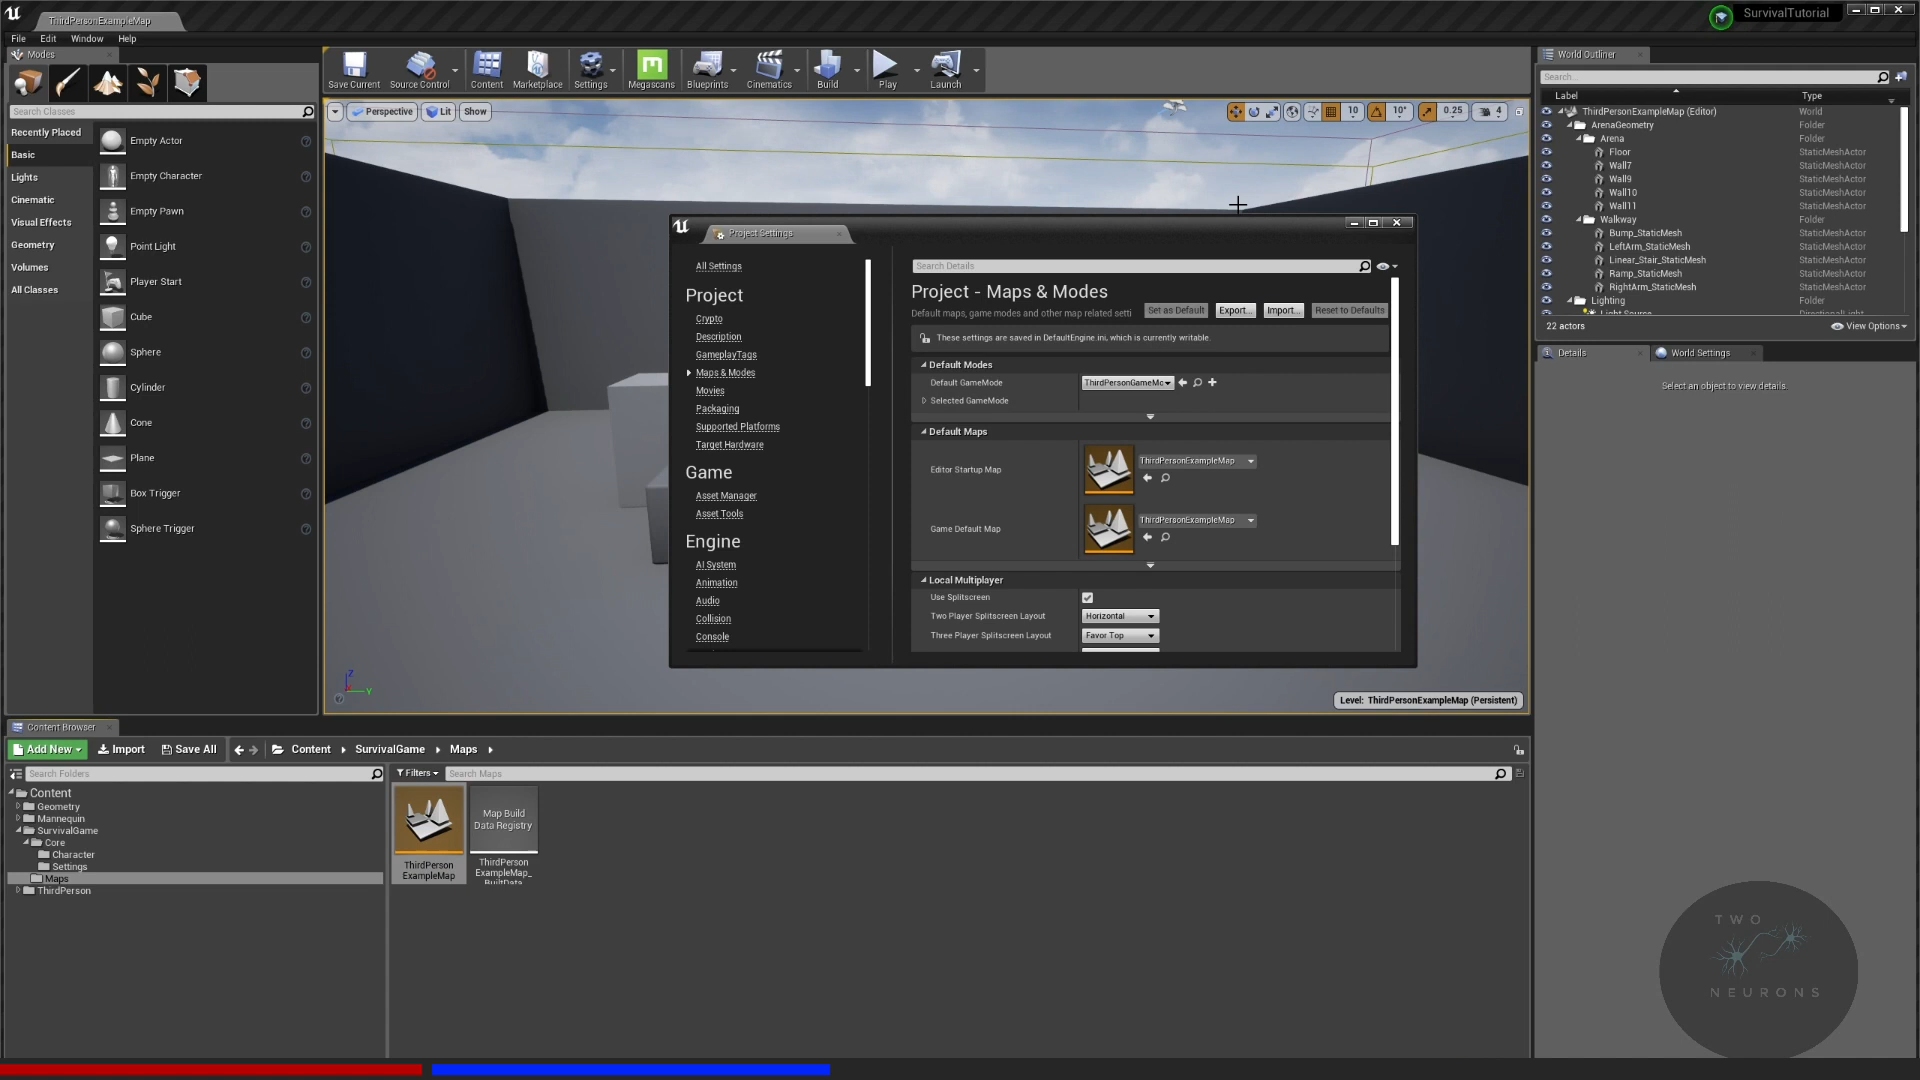 ThirdPersonExampleMap
SurvivalTutorial
File Edit Window Help
Modes
Save Current
Source Control
Content
Marketplace
Settings
Megascans
Blueprints
Cinematics
Build
Play
Launch
Search Classes
Recently Placed
Basic
Lights
Cinematic
Visual Effects
Geometry
Volumes
All Classes
Empty Actor
Empty Character
Empty Pawn
Point Light
Player Start
Cube
Sphere
Cylinder
Cone
Plane
Box Trigger
Sphere Trigger
Perspective
Lit
Show
10
10°
0.25
4
Project Settings
All Settings
Project
Crypto
Description
GameplayTags
Maps & Modes
Movies
Packaging
Supported Platforms
Target Hardware
Game
Asset Manager
Asset Tools
Engine
AI System
Animation
Audio
Collision
Console
Search Details
Project - Maps & Modes
Default maps, game modes and other map related setti
Set as Default
Export...
Import...
Reset to Defaults
These settings are saved in DefaultEngine.ini, which is currently writable.
Default Modes
Default GameMode
ThirdPersonGameMc
Selected GameMode
Default Maps
Editor Startup Map
ThirdPersonExampleMap
Game Default Map
ThirdPersonExampleMap
Local Multiplayer
Use Splitscreen
Two Player Splitscreen Layout
Horizontal
Three Player Splitscreen Layout
Favor Top
Z
Y
Level: ThirdPersonExampleMap (Persistent)
World Outliner
Search...
Label Type
ThirdPersonExampleMap (Editor) World
ArenaGeometry Folder
Arena Folder
Floor StaticMeshActor
Wall7 StaticMeshActor
Wall9 StaticMeshActor
Wall10 StaticMeshActor
Wall11 StaticMeshActor
Walkway Folder
Bump_StaticMesh StaticMeshActor
LeftArm_StaticMesh StaticMeshActor
Linear_Stair_StaticMesh StaticMeshActor
Ramp_StaticMesh StaticMeshActor
RightArm_StaticMesh StaticMeshActor
Lighting Folder
Light Source DirectionalLight
22 actors
View Options
Details
World Settings
Select an object to view details.
Content Browser
Add New
Import
Save All
Content
SurvivalGame
Maps
Search Folders
Filters
Search Maps
Content
Geometry
Mannequin
SurvivalGame
Core
Character
Settings
Maps
ThirdPerson
ThirdPerson
ExampleMap
Map Build
Data Registry
ThirdPerson
ExampleMap_
BuiltData
TWO
NEURONS